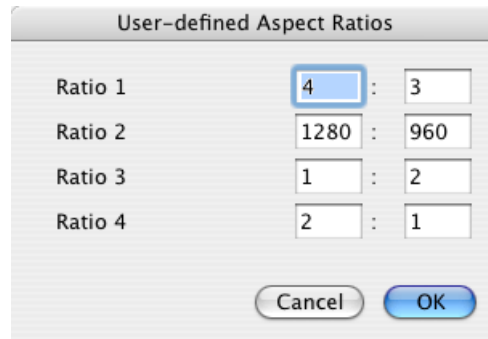 User-defined Aspect Ratios
Ratio 1 4 : 3
Ratio 2 1280 : 960
Ratio 3 1 : 2
Ratio 4 2 : 1
Cancel OK